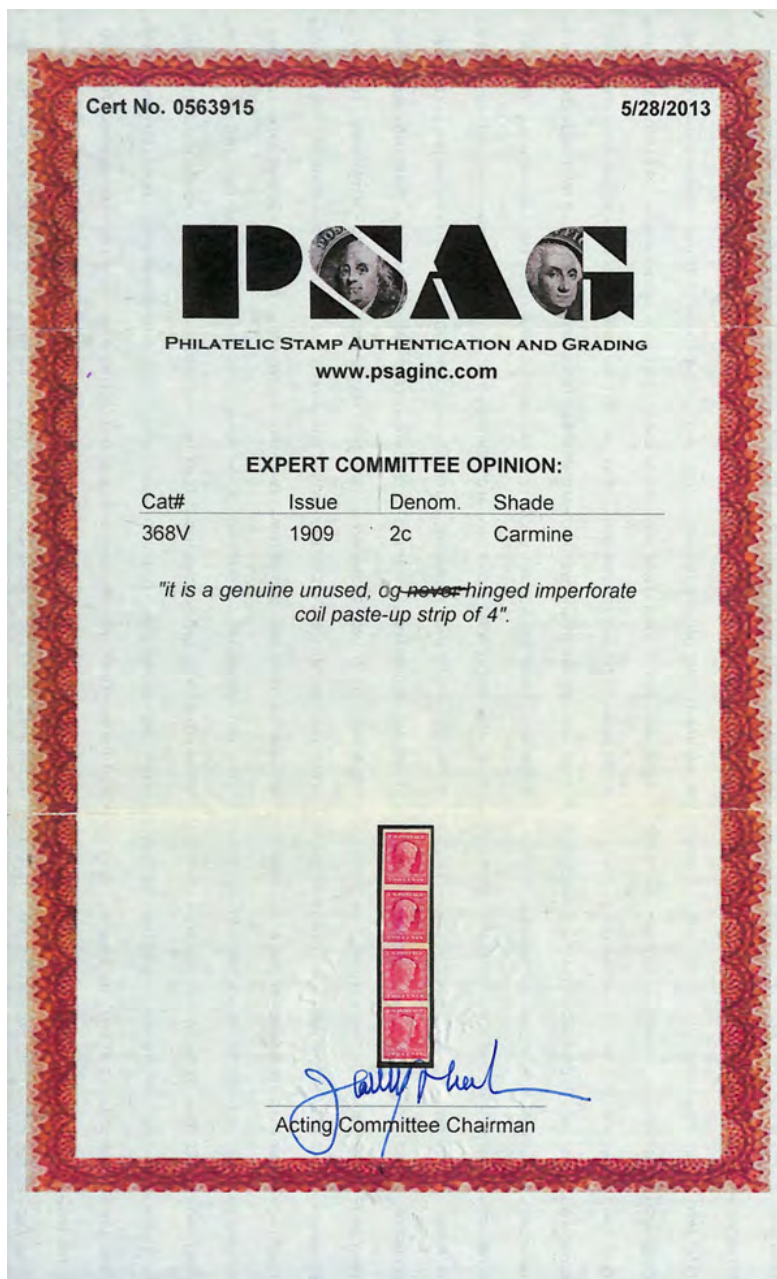 Cert No. 0563915 5/28/2013
PSAG
PHILATELIC STAMP AUTHENTICATION AND GRADING
www.psaginc.com
EXPERT COMMITTEE OPINION:
Cat# Issue Denom. Shade
368V 1909 2c Carmine
"it is a genuine unused, og never hinged imperforate
coil paste-up strip of 4".
Acting Committee Chairman